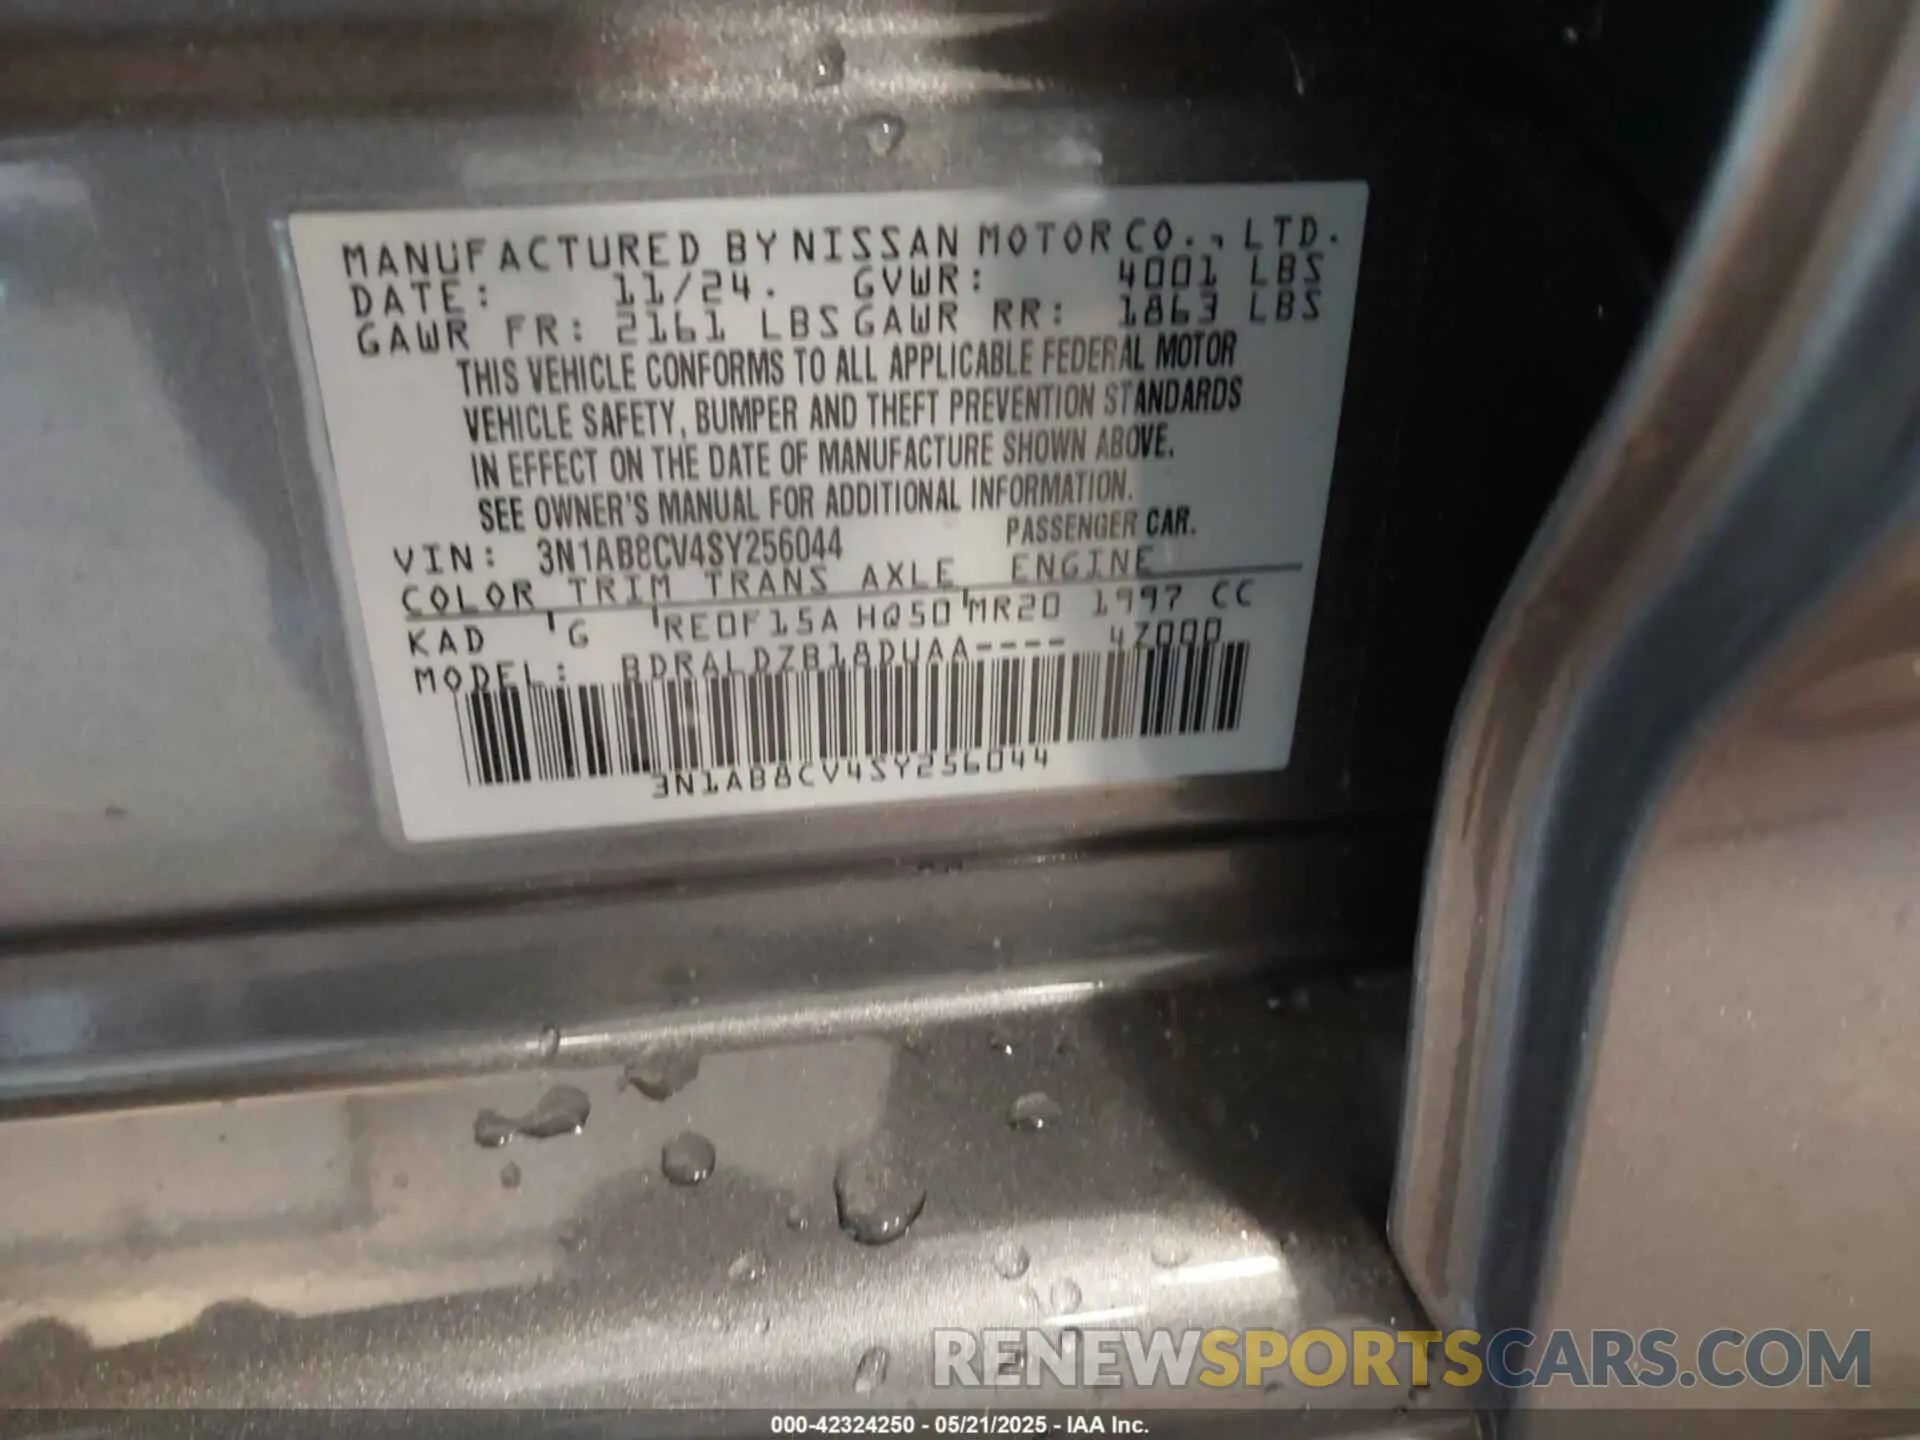 MANUFACTURED BY NISSAN MOTOR CO., LTD.
DATE: 11/24. GVWR: 4001 LBS
GAWR FR: 2161 LBS GAWR RR: 1863 LBS
THIS VEHICLE CONFORMS TO ALL APPLICABLE FEDERAL MOTOR
VEHICLE SAFETY, BUMPER AND THEFT PREVENTION STANDARDS
IN EFFECT ON THE DATE OF MANUFACTURE SHOWN ABOVE.
SEE OWNER'S MANUAL FOR ADDITIONAL INFORMATION.
VIN: 3N1AB8CV4SY256044 PASSENGER CAR.
COLOR TRIM TRANS AXLE ENGINE
KAD G RE0F15A HQ50 MR20 1997 CC
MODEL: BDRALDZB18DUAA---- 4Z000
3N1AB8CV4SY256044
RENEWSPORTSCARS.COM
000-42324250 - 05/21/2025 - IAA Inc.